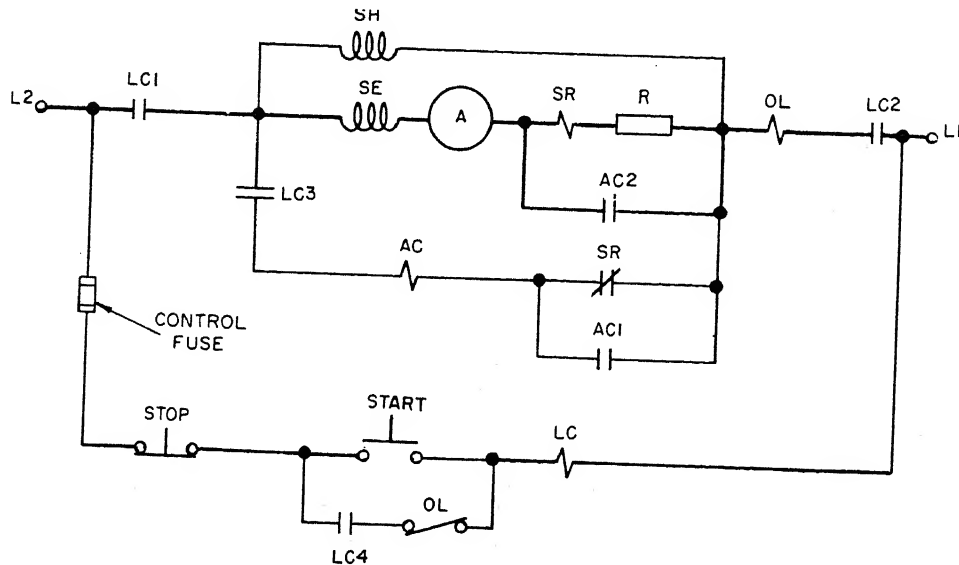 SH
LC1
SE
SR
R
OL
LC2
L2
A
L1
LC3
AC2
AC
SR
AC1
CONTROL
FUSE
STOP
START
LC
OL
LC4